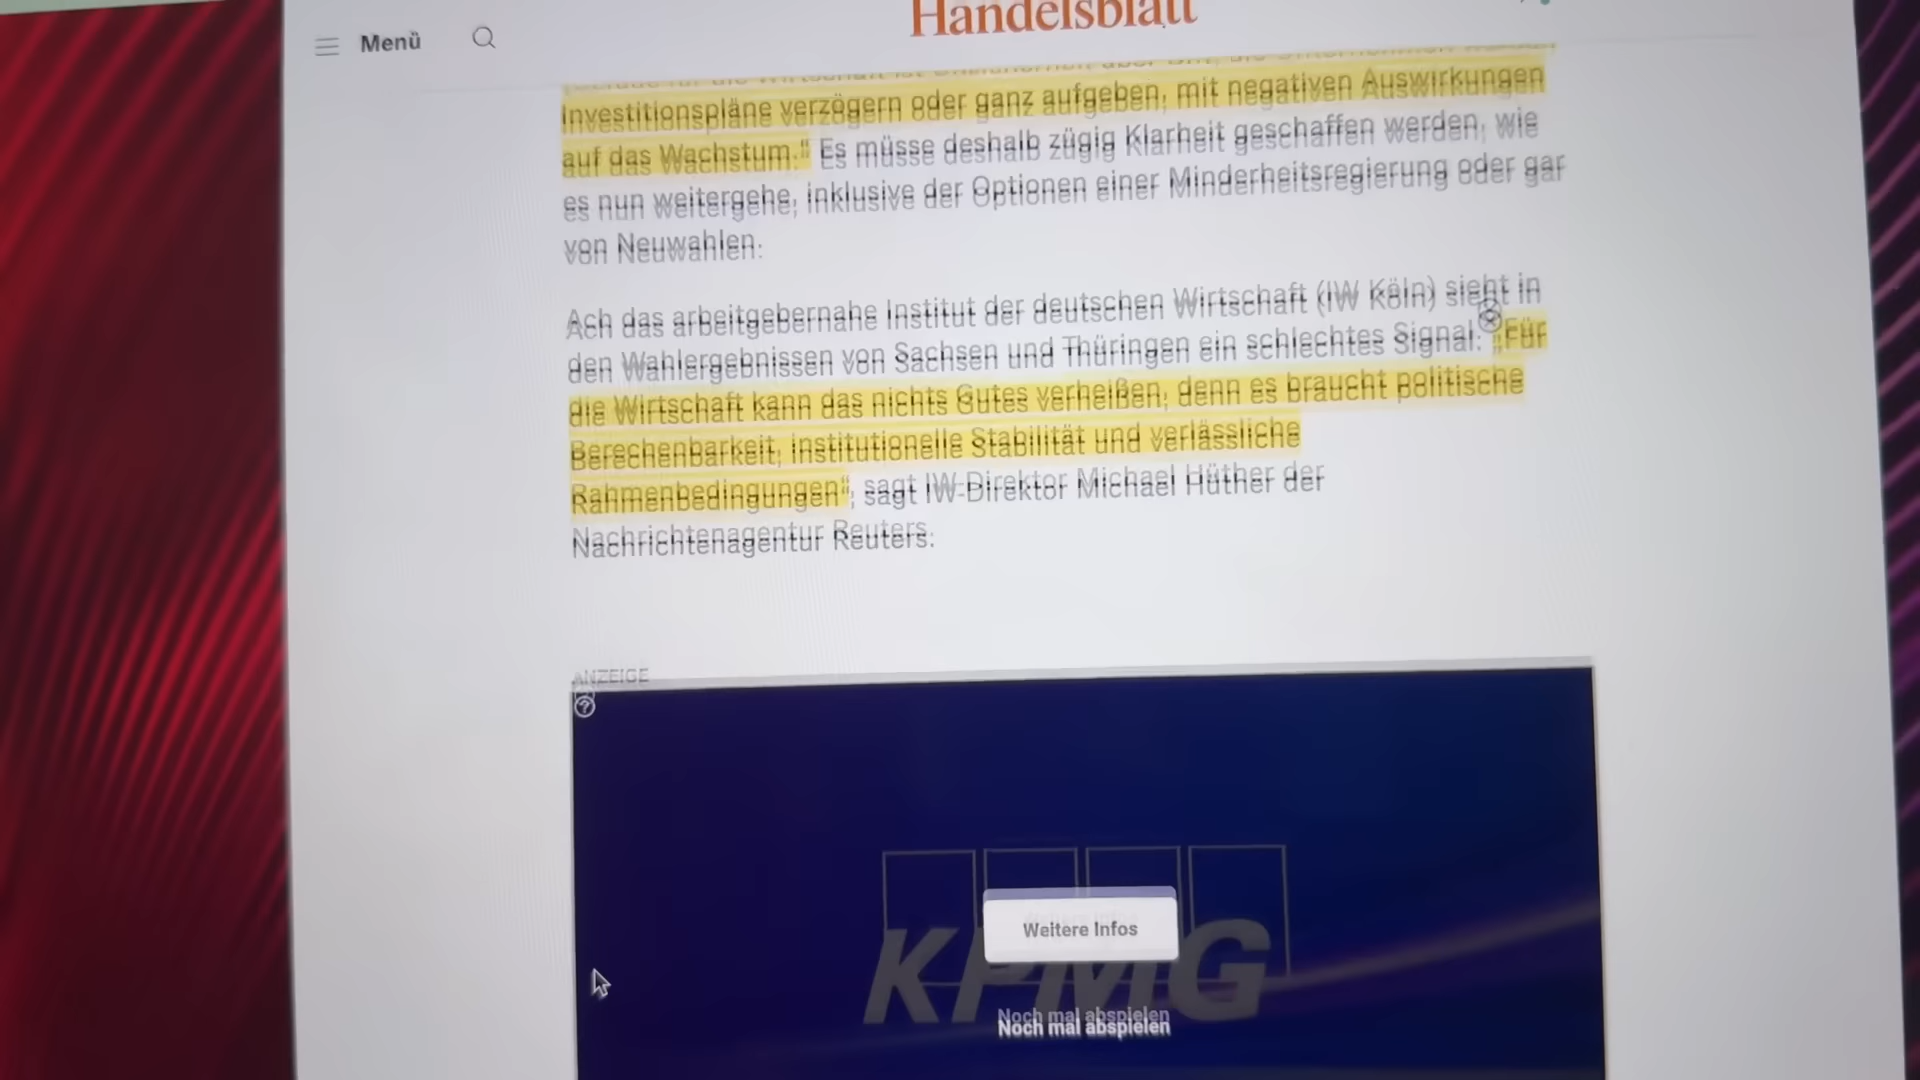 Menü
Handelsblatt
Investitionspläne verzögern oder ganz aufgeben, mit negativen Auswirkungen
auf das Wachstum." Es müsse deshalb zügig Klarheit geschaffen werden, wie
es nun weitergehe, inklusive der Optionen einer Minderheitsregierung oder gar
von Neuwahlen.
Ach das arbeitgebernahe Institut der deutschen Wirtschaft (IW Köln) sieht in
den Wahlergebnissen von Sachsen und Thüringen ein schlechtes Signal. „Für
die Wirtschaft kann das nichts Gutes verheißen, denn es braucht politische
Berechenbarkeit, institutionelle Stabilität und verlässliche
Rahmenbedingungen", sagt IW-Direktor Michael Hüther der
Nachrichtenagentur Reuters.
ANZEIGE
Weitere Infos
KPMG
Noch mal abspielen